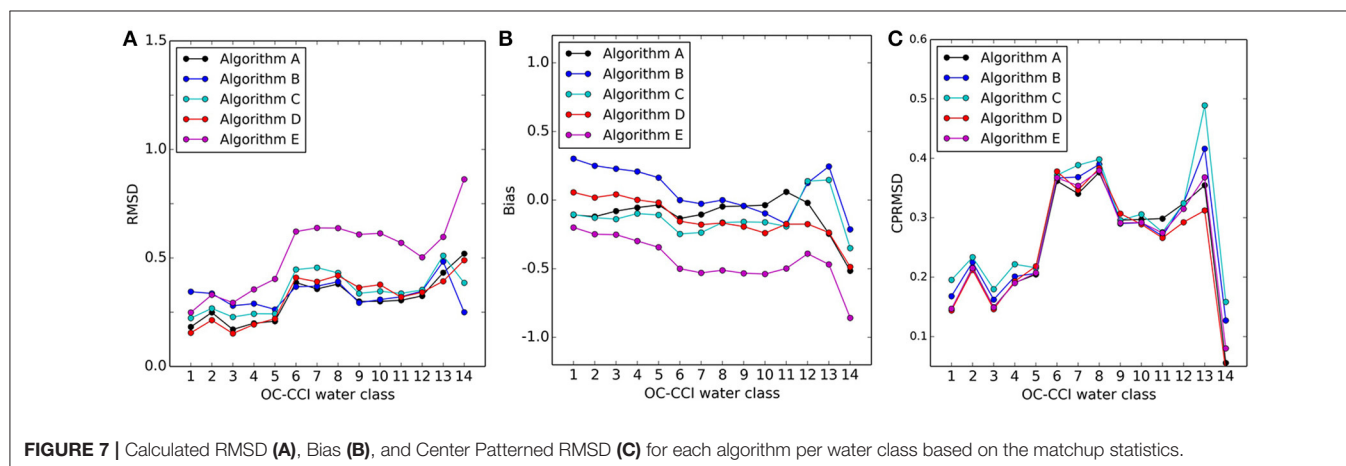 A
1.5
1.0
0.5
0.0
RMSD
Algorithm A
Algorithm B
Algorithm C
Algorithm D
Algorithm E
1 2 3 4 5 6 7 8 9 10 11 12 13 14
OC-CCI water class
B
1.0
0.5
0.0
-0.5
-1.0
Bias
Algorithm A
Algorithm B
Algorithm C
Algorithm D
Algorithm E
1 2 3 4 5 6 7 8 9 10 11 12 13 14
OC-CCI water class
C
0.6
0.5
0.4
0.3
0.2
0.1
CPRMSD
Algorithm A
Algorithm B
Algorithm C
Algorithm D
Algorithm E
1 2 3 4 5 6 7 8 9 10 11 12 13 14
OC-CCI water class
FIGURE 7 | Calculated RMSD (A), Bias (B), and Center Patterned RMSD (C) for each algorithm per water class based on the matchup statistics.